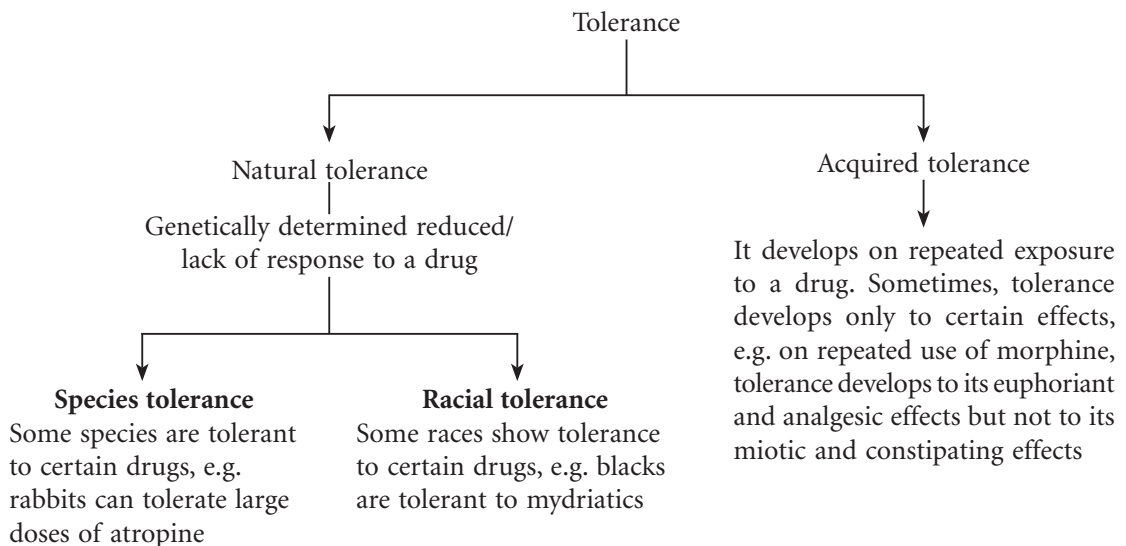 Tolerance
Natural tolerance
Genetically determined reduced/
lack of response to a drug
Species tolerance
Some species are tolerant
to certain drugs, e.g.
rabbits can tolerate large
doses of atropine
Racial tolerance
Some races show tolerance
to certain drugs, e.g. blacks
are tolerant to mydriatics
Acquired tolerance
It develops on repeated exposure
to a drug. Sometimes, tolerance
develops only to certain effects,
e.g. on repeated use of morphine,
tolerance develops to its euphoriant
and analgesic effects but not to its
miotic and constipating effects